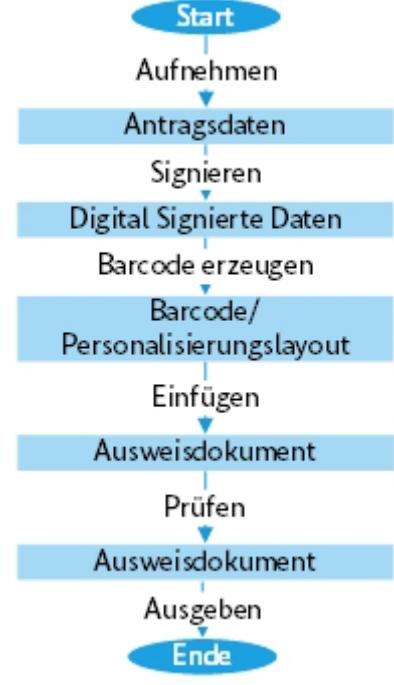 Start
Aufnehmen
Antragsdaten
Signieren
Digital Signierte Daten
Barcode erzeugen
Barcode/
Personalisierungslayout
Einfügen
Ausweisdokument
Prüfen
Ausweisdokument
Ausgeben
Ende